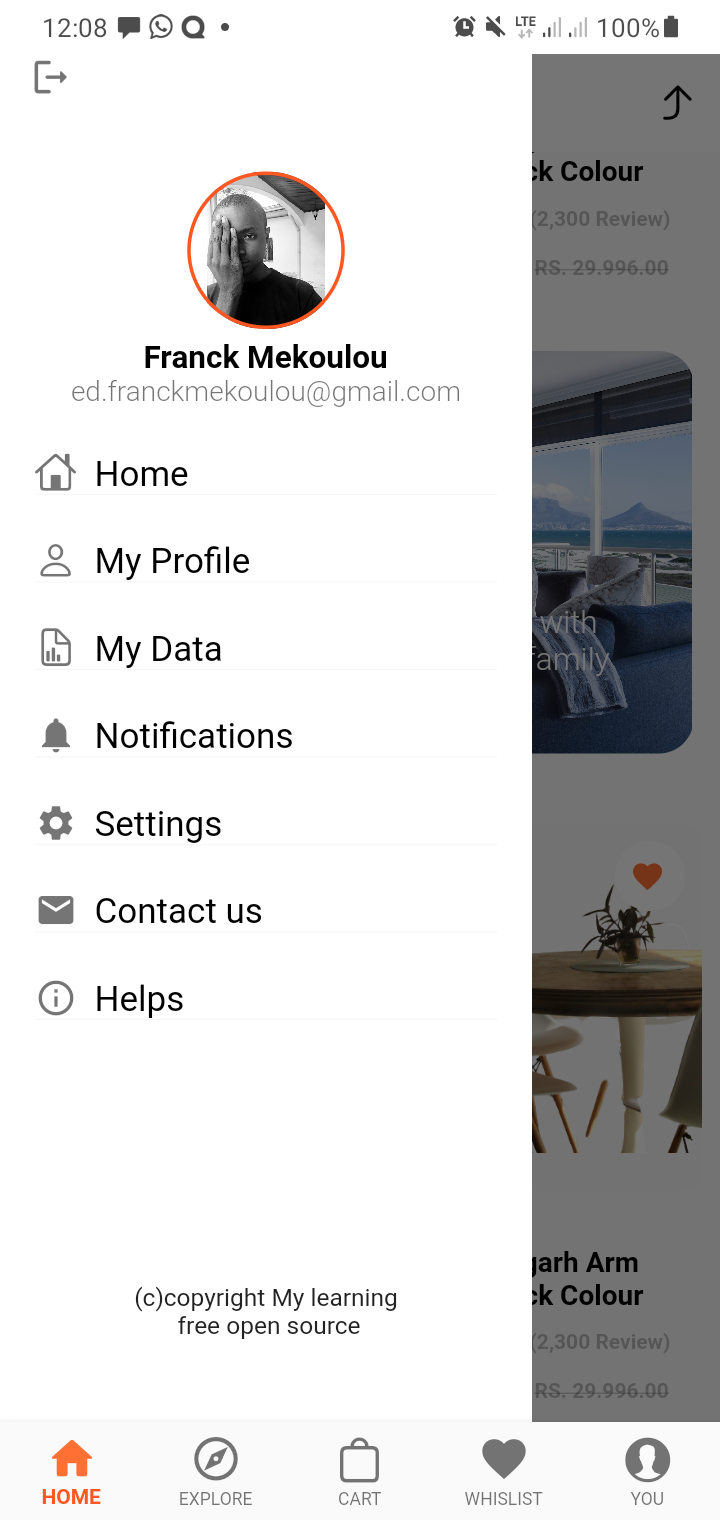 12:08
LTE
100%
ck Colour
(2,300 Review)
RS. 29.996.00
Franck Mekoulou
ed.franckmekoulou@gmail.com
Home
My Profile
with
family
My Data
Notifications
Settings
Contact us
Helps
garh Arm
ck Colour
(c)copyright My learning
free open source
(2,300 Review)
RS. 29.996.00
HOME
EXPLORE
CART
WHISLIST
YOU